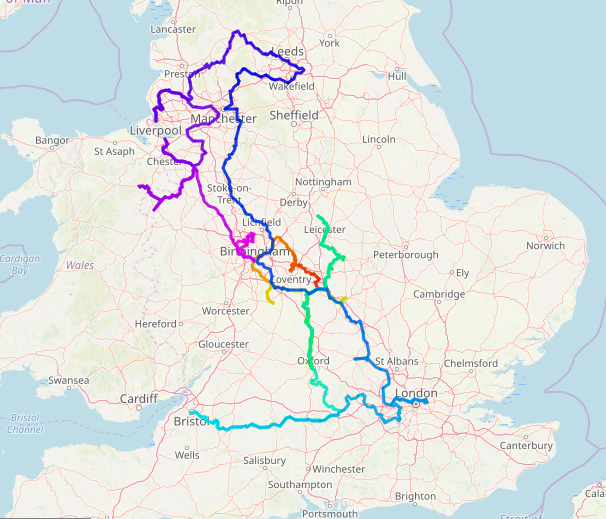 Ripon
Lancaster
York
Leeds
Preston
Hull
Wakefield
Manchester
Sheffield
Liverpool
Bangor
St Asaph
Lincoln
Chester
Stoke-on-
Trent
Nottingham
Derby
Lichfield
Leicester
Norwich
Cardigan
Bay
Wales
Birmingham
Peterborough
Ely
Coventry
Cambridge
Worcester
Hereford
Gloucester
Oxford
St Albans
Chelmsford
Swansea
Cardiff
London
Bristol
Channel
Bristol
Canterbury
Wells
Salisbury
Winchester
Southampton
Brighton
Portsmouth